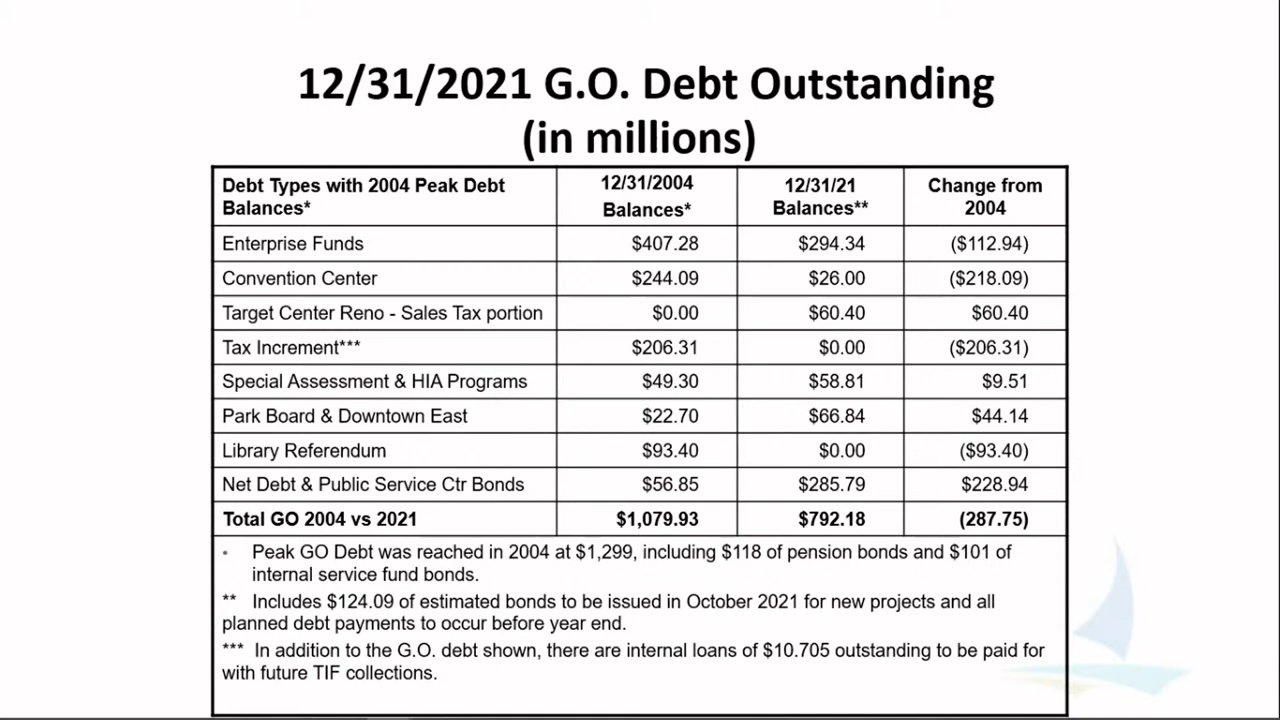 12/31/2021 G.O. Debt Outstanding
(in millions)
Debt Types with 2004 Peak Debt Balances* 12/31/2004 Balances* 12/31/21 Balances** Change from 2004
Enterprise Funds $407.28 $294.34 ($112.94)
Convention Center $244.09 $26.00 ($218.09)
Target Center Reno - Sales Tax portion $0.00 $60.40 $60.40
Tax Increment*** $206.31 $0.00 ($206.31)
Special Assessment & HIA Programs $49.30 $58.81 $9.51
Park Board & Downtown East $22.70 $66.84 $44.14
Library Referendum $93.40 $0.00 ($93.40)
Net Debt & Public Service Ctr Bonds $56.85 $285.79 $228.94
Total GO 2004 vs 2021 $1,079.93 $792.18 (287.75)
• Peak GO Debt was reached in 2004 at $1,299, including $118 of pension bonds and $101 of
internal service fund bonds.
** Includes $124.09 of estimated bonds to be issued in October 2021 for new projects and all
planned debt payments to occur before year end.
*** In addition to the G.O. debt shown, there are internal loans of $10.705 outstanding to be paid for
with future TIF collections.